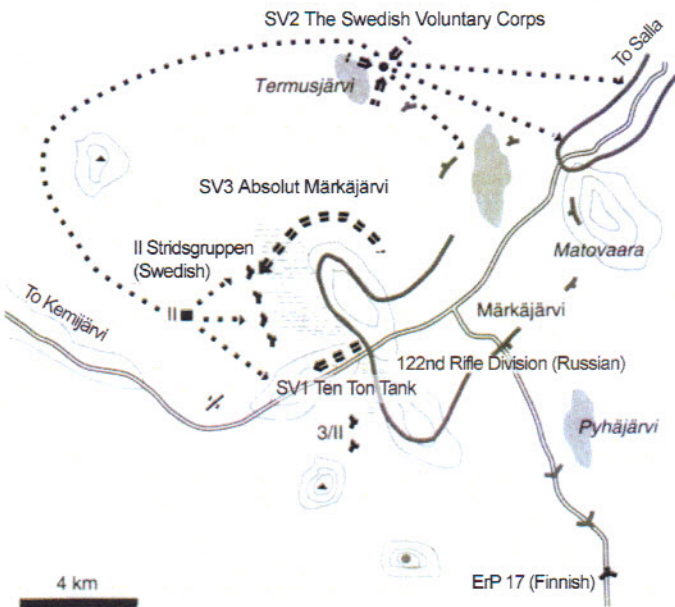 SV2 The Swedish Voluntary Corps
To Salla
Termusjärvi
SV3 Absolut Märkäjärvi
II Stridsgruppen
(Swedish)
Matovaara
To Kemijärvi
II
Märkäjärvi
122nd Rifle Division (Russian)
SV1 Ten Ton Tank
3/II
Pyhäjärvi
ErP 17 (Finnish)
4 km